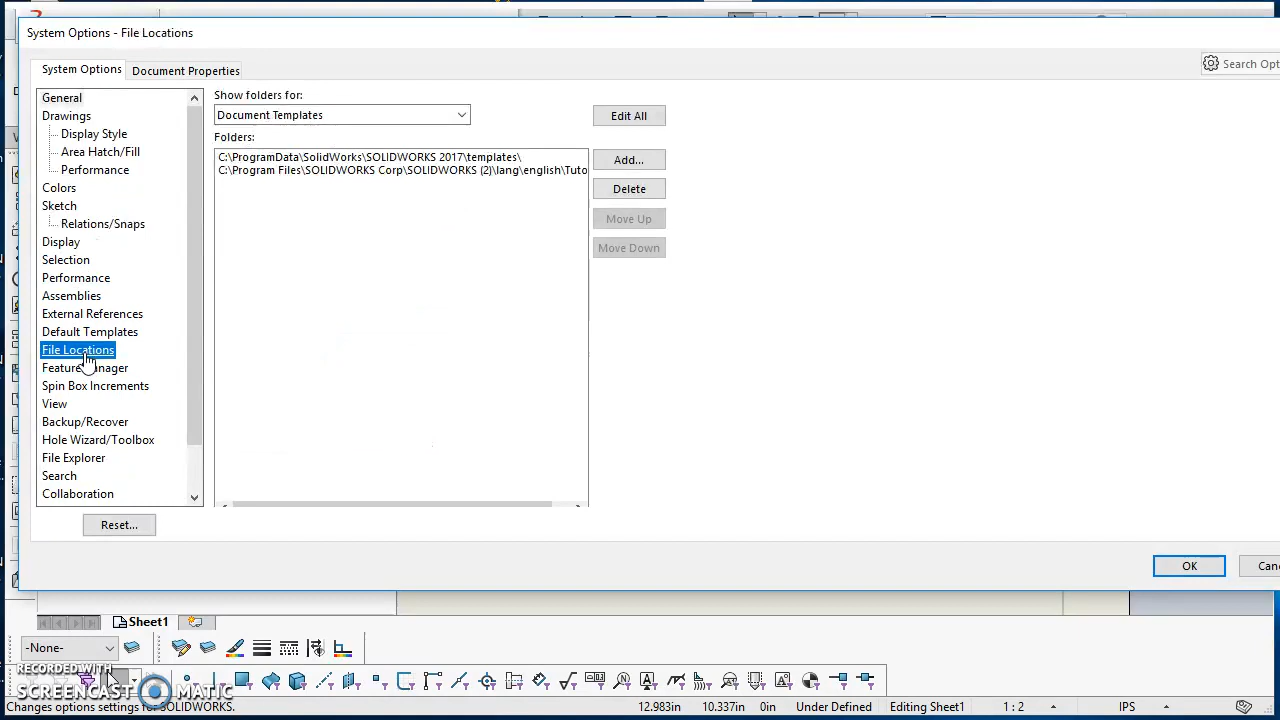 System Options - File Locations
System Options
Document Properties
Search Opt
General
Drawings
Display Style
Area Hatch/Fill
Performance
Colors
Sketch
Relations/Snaps
Display
Selection
Performance
Assemblies
External References
Default Templates
File Locations
FeatureManager
Spin Box Increments
View
Backup/Recover
Hole Wizard/Toolbox
File Explorer
Search
Collaboration
Reset...
Show folders for:
Document Templates
Folders:
C:\ProgramData\SolidWorks\SOLIDWORKS 2017\templates\
C:\Program Files\SOLIDWORKS Corp\SOLIDWORKS (2)\lang\english\Tuto
Edit All
Add...
Delete
Move Up
Move Down
OK
Canc
Sheet1
-None-
RECORDED WITH
SCREENCAST MATIC
Changes options settings for SOLIDWORKS.
12.983in
10.337in
0in
Under Defined
Editing Sheet1
1 : 2
IPS